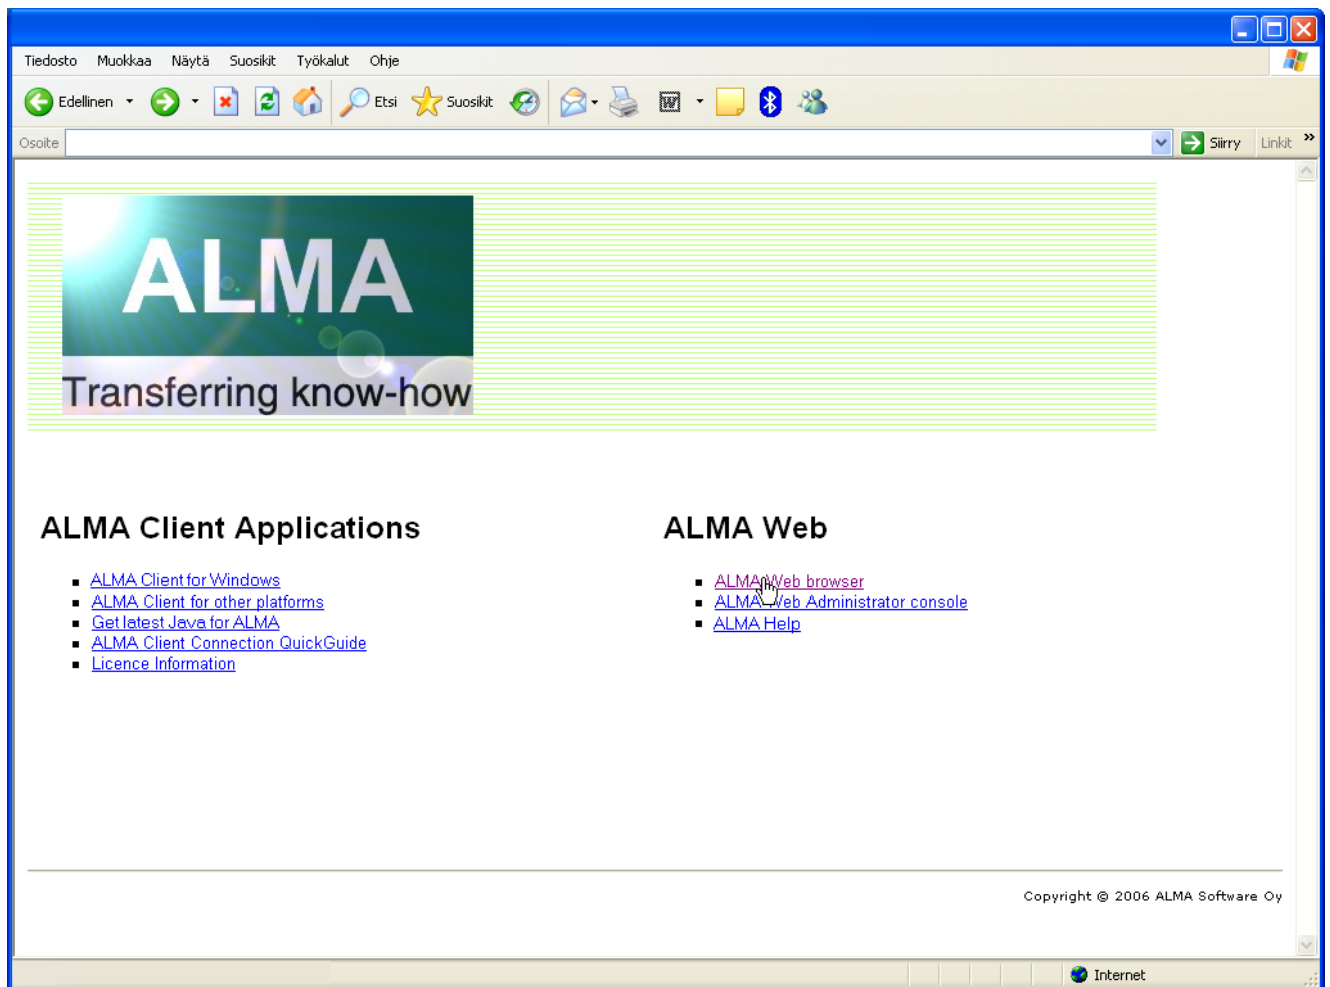 Tiedosto Muokkaa Näytä Suosikit Työkalut Ohje
Edellinen Etsi Suosikit
Osoite Siirry Linkit »
ALMA
Transferring know-how
ALMA Client Applications
ALMA Client for Windows
ALMA Client for other platforms
Get latest Java for ALMA
ALMA Client Connection QuickGuide
Licence Information
ALMA Web
ALMA Web browser
ALMA Web Administrator console
ALMA Help
Copyright © 2006 ALMA Software Oy
Internet